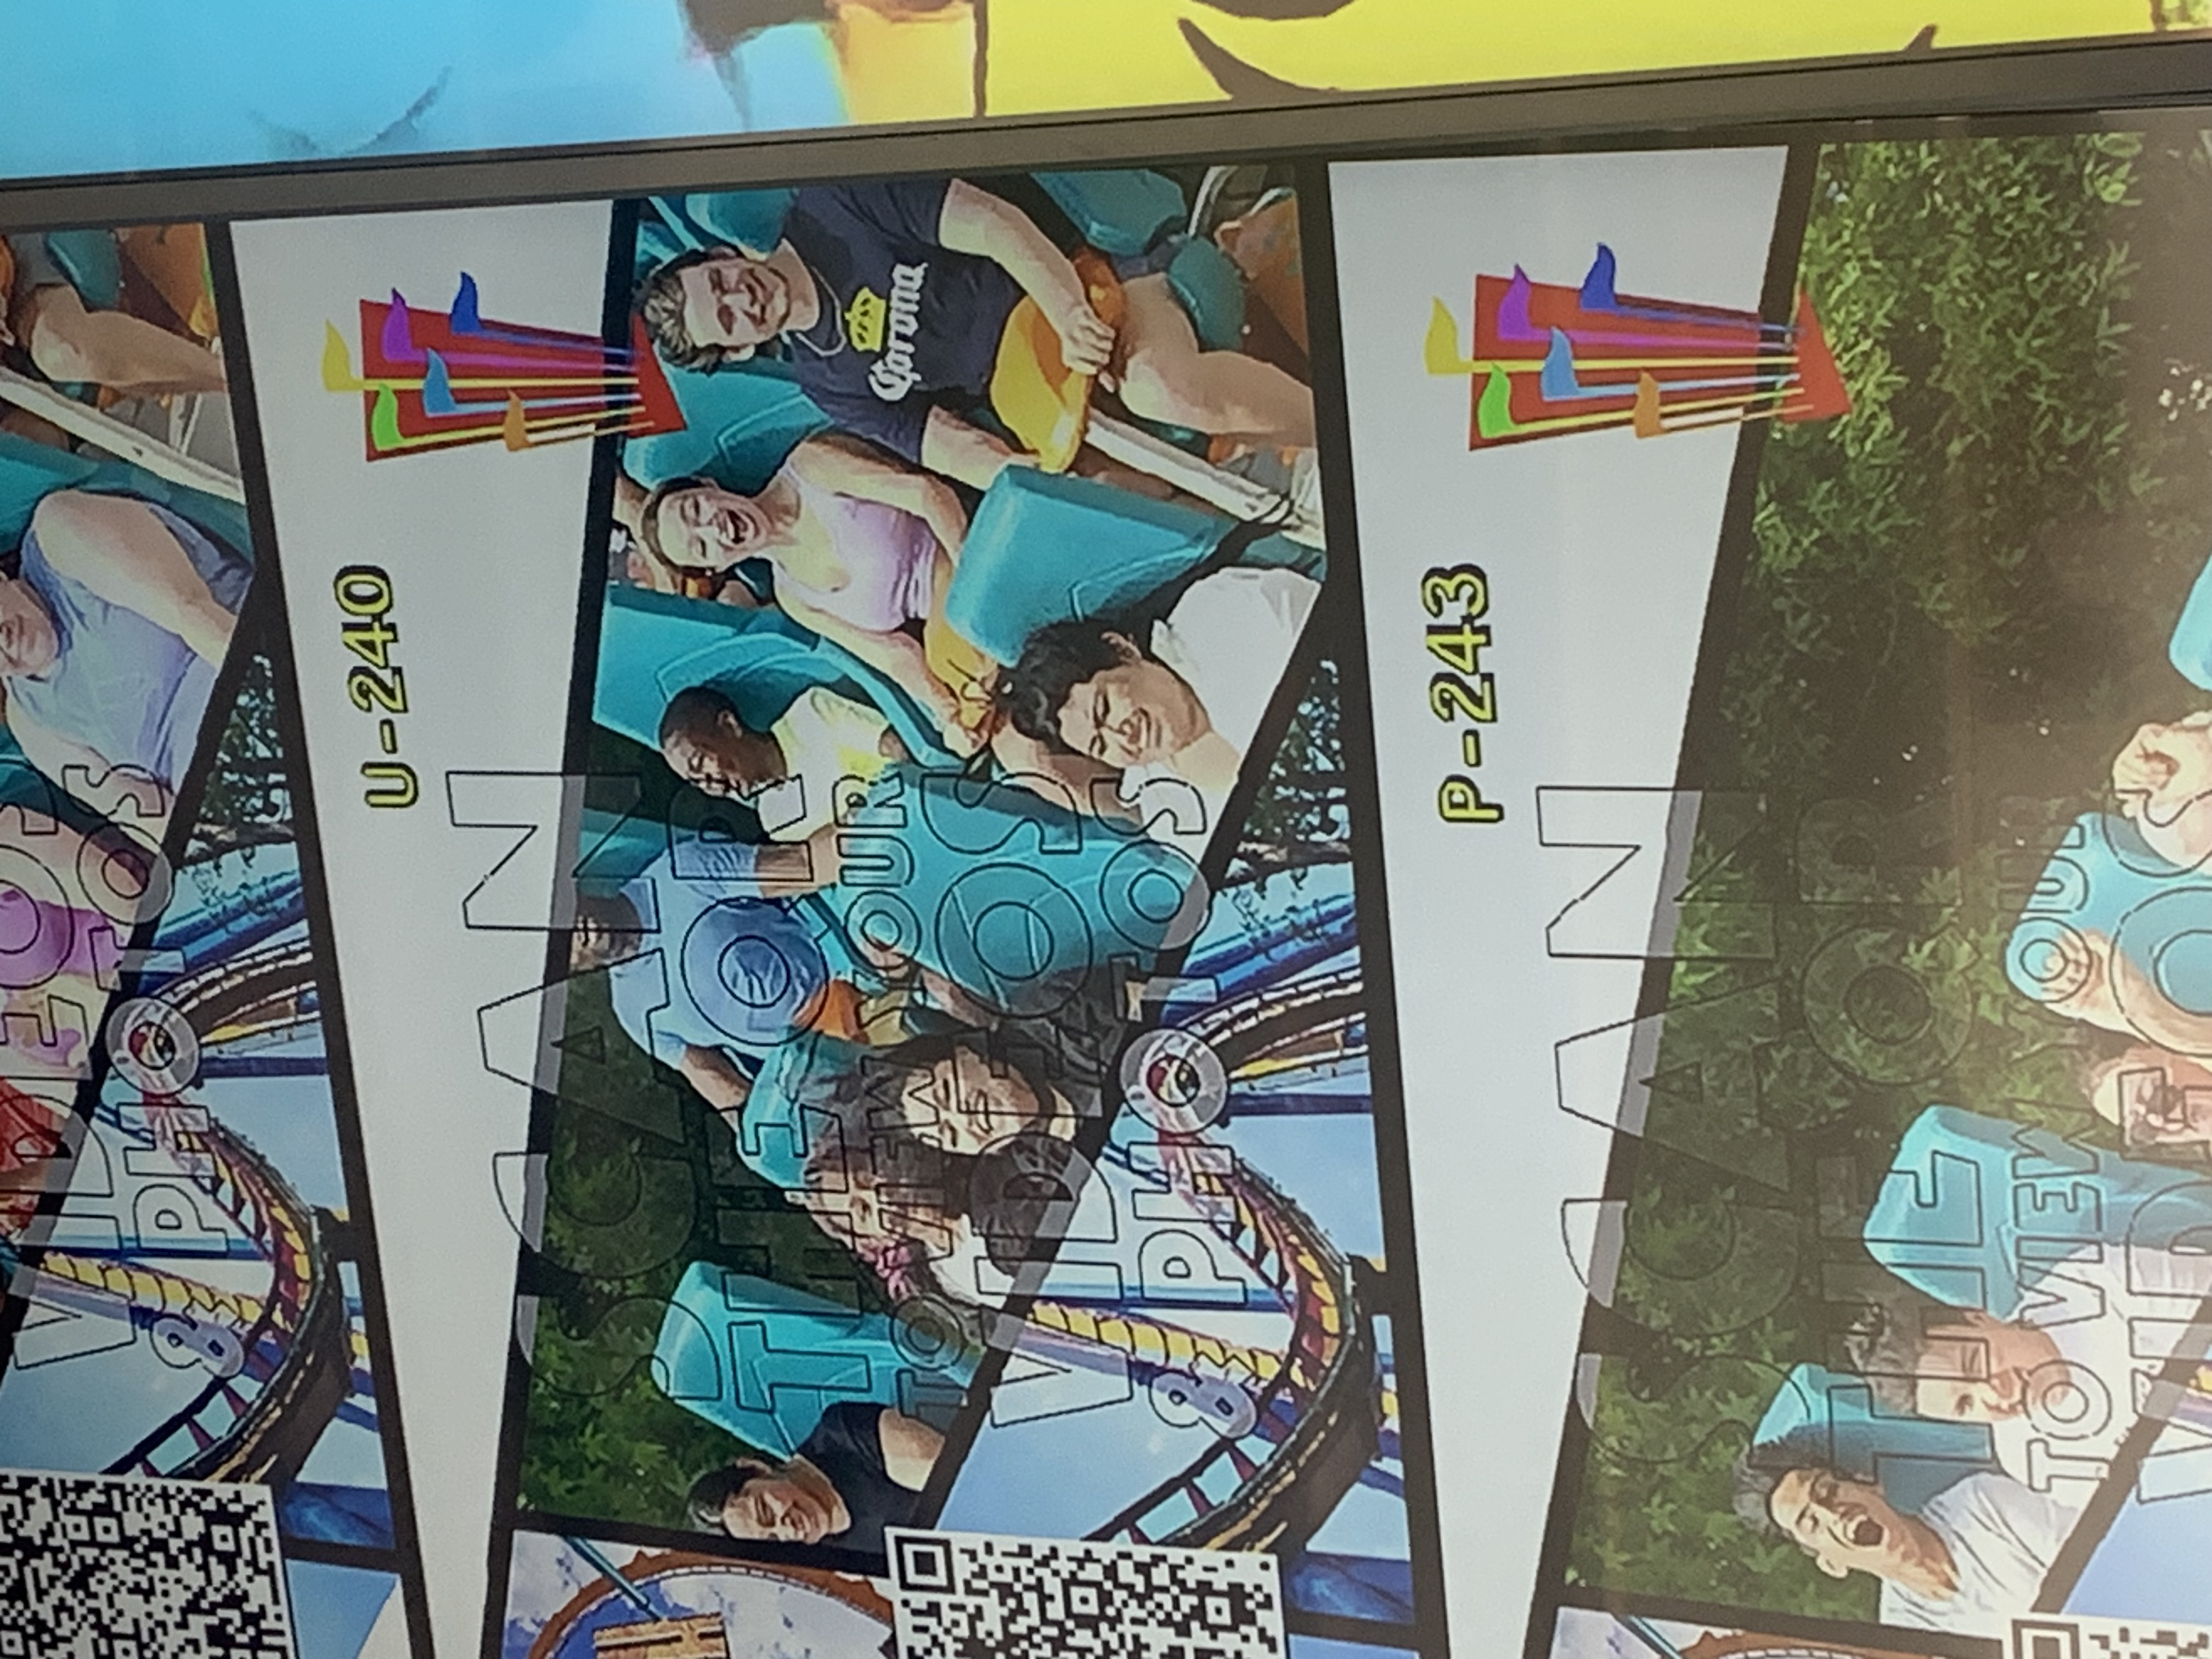 VIDEOS
& PHOTOS
U-240
SCAN
THE QR
TO VIEW YOUR
VIDEOS
& PHOTOS
Corona
P-243
SCAN
THE QR
TO VIEW YOUR
VIDEOS